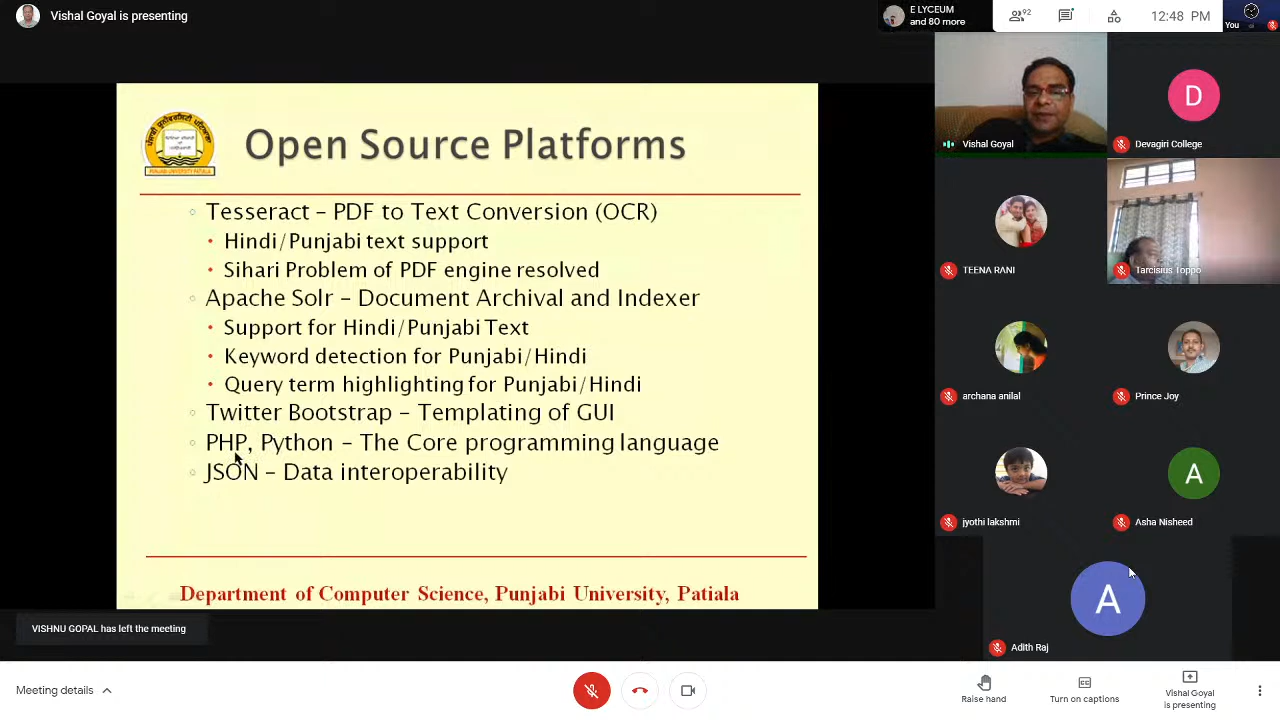 Vishal Goyal is presenting
E LYCEUM
and 80 more
92
12:48 PM
You
Open Source Platforms
PUNJABI UNIVERSITY PATIALA
Tesseract – PDF to Text Conversion (OCR)
Hindi/Punjabi text support
Sihari Problem of PDF engine resolved
Apache Solr – Document Archival and Indexer
Support for Hindi/Punjabi Text
Keyword detection for Punjabi/Hindi
Query term highlighting for Punjabi/Hindi
Twitter Bootstrap – Templating of GUI
PHP, Python – The Core programming language
JSON – Data interoperability
Department of Computer Science, Punjabi University, Patiala
Vishal Goyal
D
Devagiri College
TEENA RANI
Tarcisius Toppo
archana anilal
Prince Joy
jyothi lakshmi
A
Asha Nisheed
A
Adith Raj
VISHNU GOPAL has left the meeting
Meeting details
Raise hand
Turn on captions
Vishal Goyal
is presenting